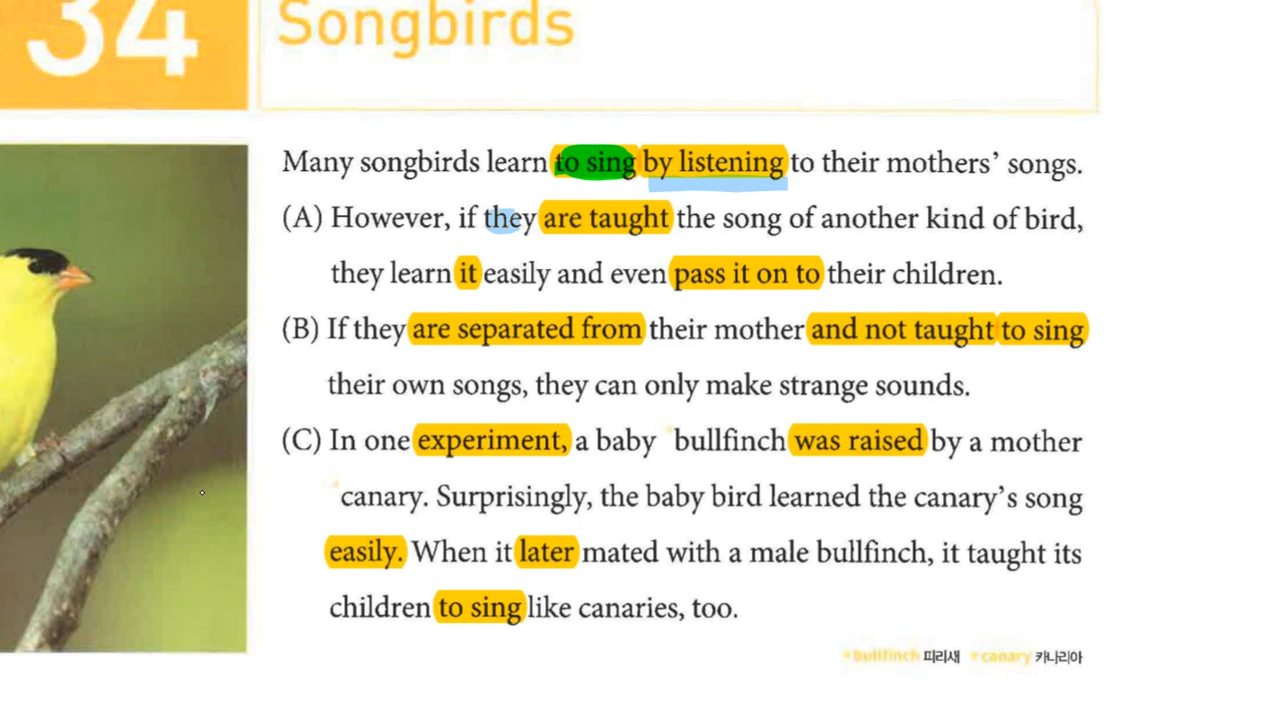 34
Songbirds
Many songbirds learn to sing by listening to their mothers' songs.
(A) However, if they are taught the song of another kind of bird,
they learn it easily and even pass it on to their children.
(B) If they are separated from their mother and not taught to sing
their own songs, they can only make strange sounds.
(C) In one experiment, a baby bullfinch was raised by a mother
canary. Surprisingly, the baby bird learned the canary's song
easily. When it later mated with a male bullfinch, it taught its
children to sing like canaries, too.
*bullfinch 피리새 *canary 카나리아